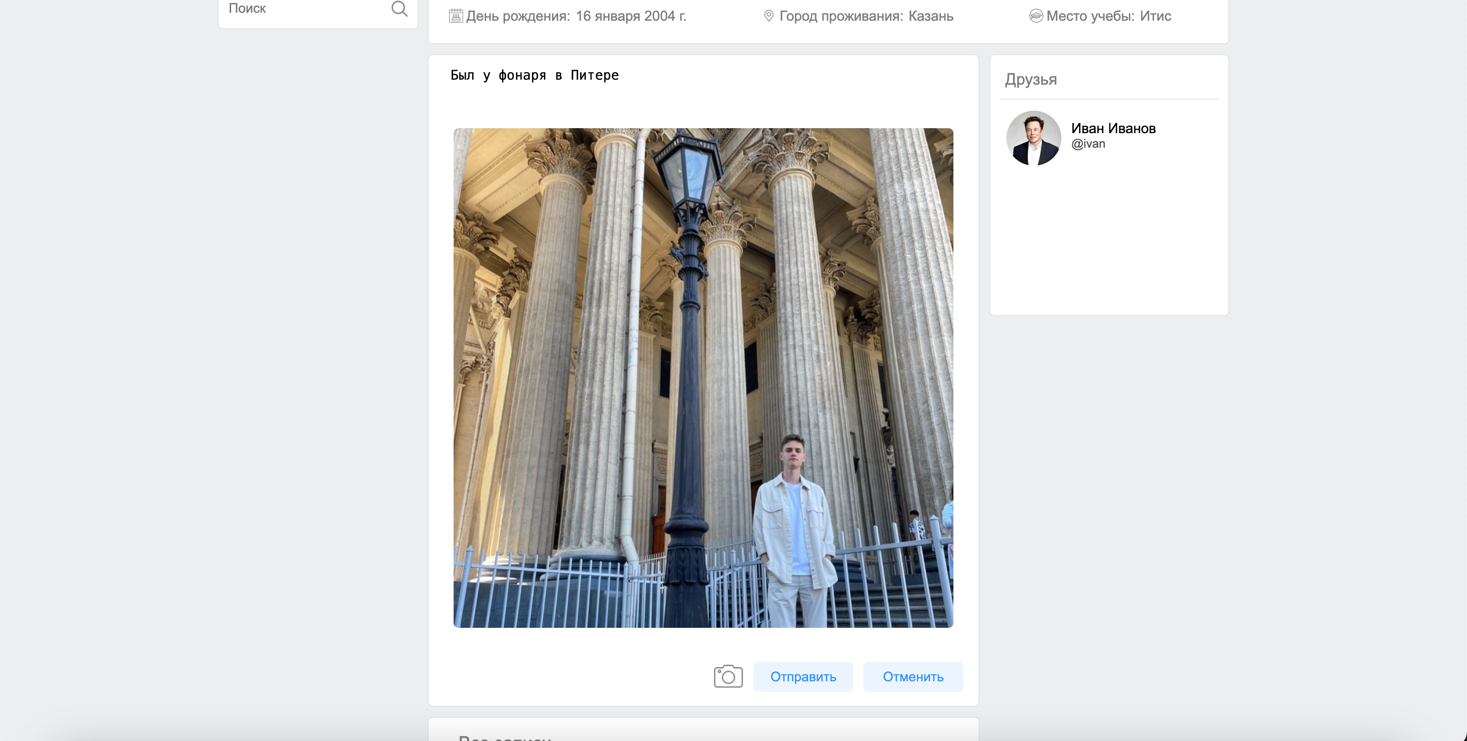 Поиск
День рождения: 16 января 2004 г.
Город проживания: Казань
Место учебы: Итис
Был у фонаря в Питере
Друзья
Иван Иванов
@ivan
Отправить
Отменить